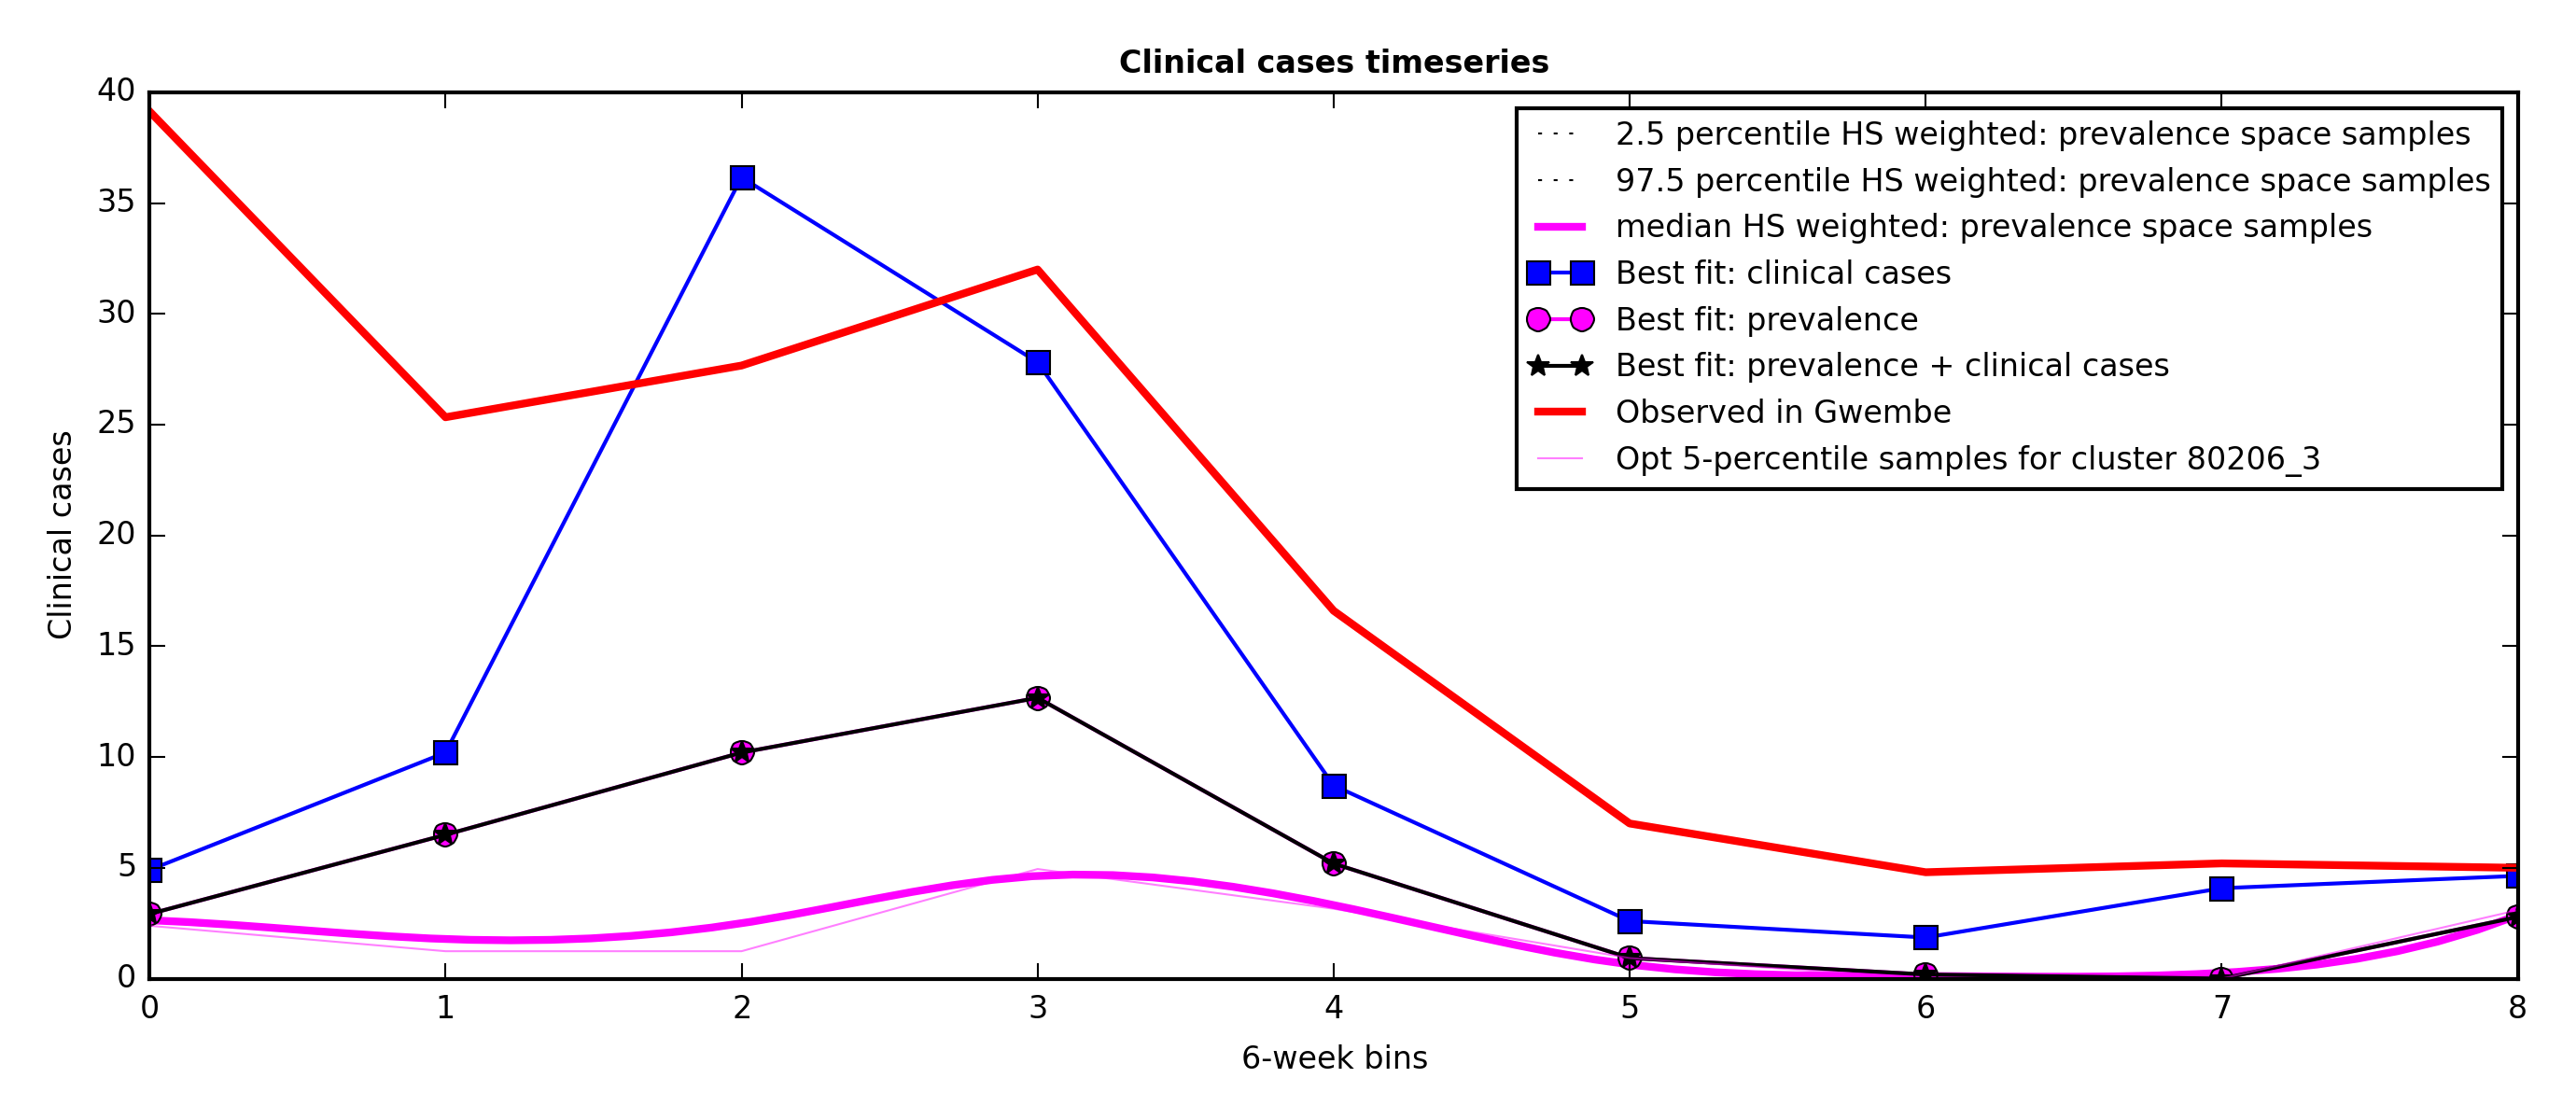 Clinical cases timeseries
40
35
30
25
20
15
10
5
0
Clinical cases
2.5 percentile HS weighted: prevalence space samples
97.5 percentile HS weighted: prevalence space samples
median HS weighted: prevalence space samples
Best fit: clinical cases
Best fit: prevalence
Best fit: prevalence + clinical cases
Observed in Gwembe
Opt 5-percentile samples for cluster 80206_3
0 1 2 3 4 5 6 7 8
6-week bins